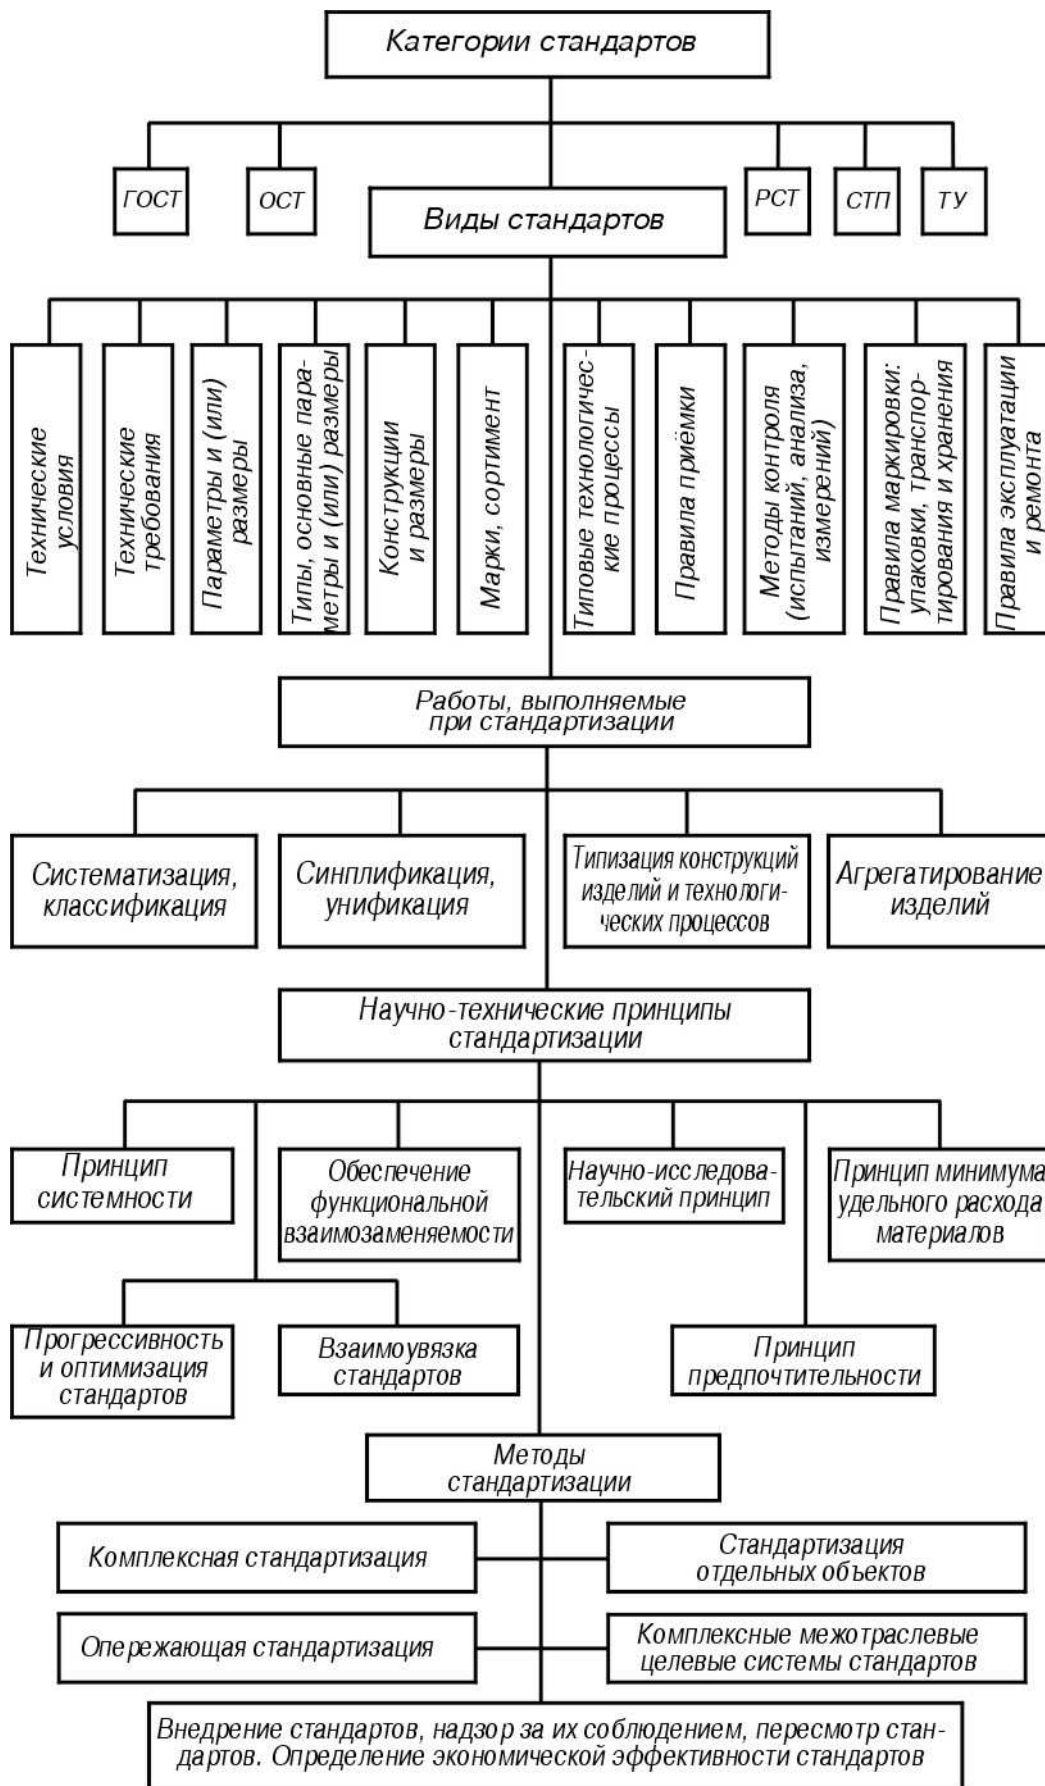 Категории стандартов
ГОСТ
ОСТ
РСТ
СТП
ТУ
Виды стандартов
Технические
условия
Технические
требования
Параметры и (или)
размеры
Типы, основные пара-
метры и (или) размеры
Конструкции
и размеры
Марки, сортимент
Типовые технологичес-
кие процессы
Правила приёмки
Методы контроля
(испытаний, анализа,
измерений)
Правила маркировки:
упаковки, транспор-
тирования и хранения
Правила эксплуатации
и ремонта
Работы, выполняемые
при стандартизации
Систематизация,
классификация
Синплификация,
унификация
Типизация конструкций
изделий и технологи-
ческих процессов
Агрегатирование
изделий
Научно-технические принципы
стандартизации
Принцип
системности
Обеспечение
функциональной
взаимозаменяемости
Научно-исследова-
тельский принцип
Принцип минимума
удельного расхода
материалов
Прогрессивность
и оптимизация
стандартов
Взаимоувязка
стандартов
Принцип
предпочтительности
Методы
стандартизации
Комплексная стандартизация
Стандартизация
отдельных объектов
Опережающая стандартизация
Комплексные межотраслевые
целевые системы стандартов
Внедрение стандартов, надзор за их соблюдением, пересмотр стан-
дартов. Определение экономической эффективности стандартов